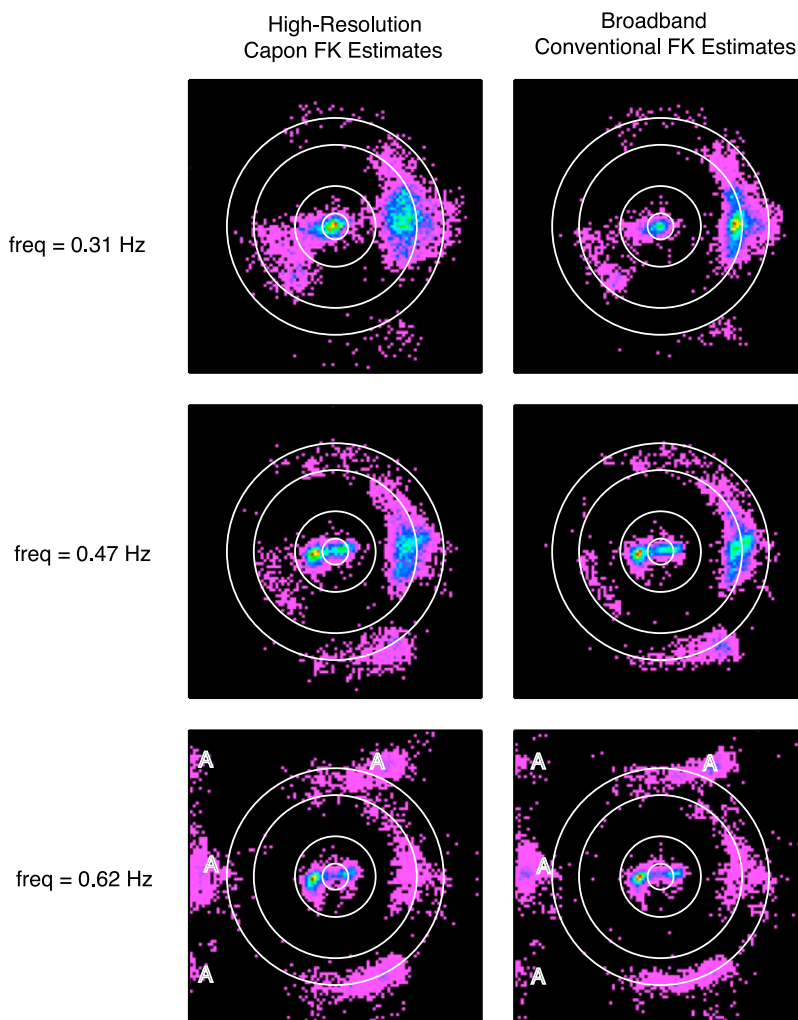 High-Resolution
Capon FK Estimates
Broadband
Conventional FK Estimates
freq = 0.31 Hz
freq = 0.47 Hz
freq = 0.62 Hz
A
A
A
A
A
A
A
A